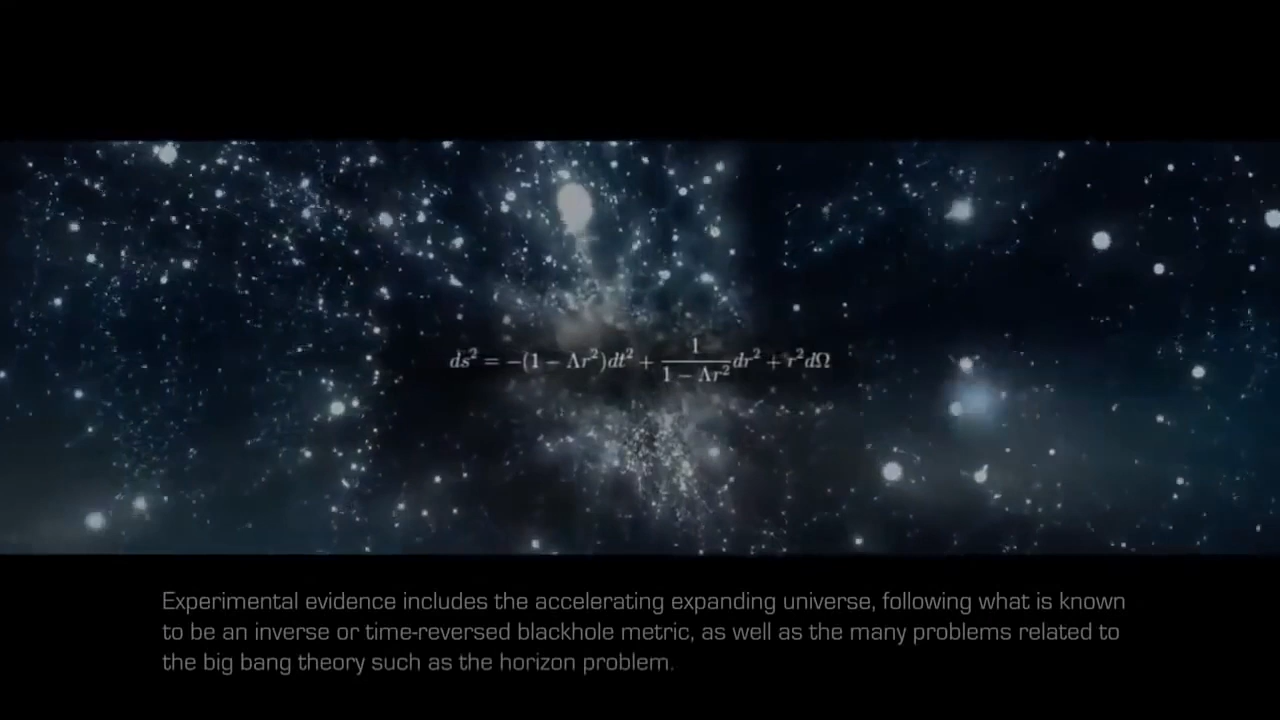 ds² = −(1 − Λr²)dt² + 1/(1 − Λr²) dr² + r²dΩ
Experimental evidence includes the accelerating expanding universe, following what is known
to be an inverse or time-reversed blackhole metric, as well as the many problems related to
the big bang theory such as the horizon problem.